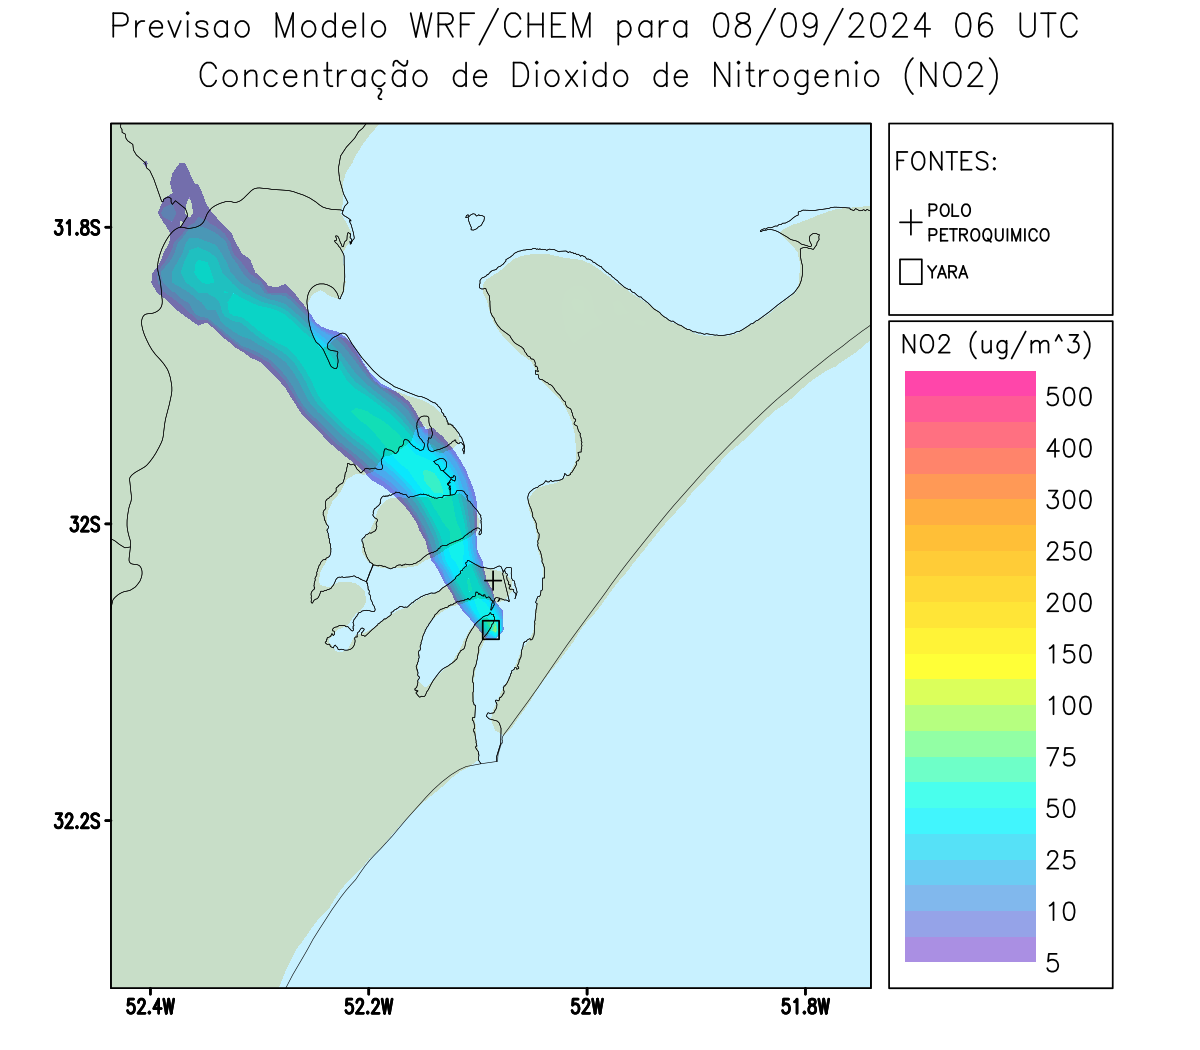 Previsao Modelo WRF/CHEM para 08/09/2024 06 UTC
Concentração de Dioxido de Nitrogenio (NO2)
FONTES:
POLO
PETROQUIMICO
YARA
NO2 (ug/m^3)
500
400
300
250
200
150
100
75
50
25
10
5
31.8S
32S
32.2S
52.4W
52.2W
52W
51.8W